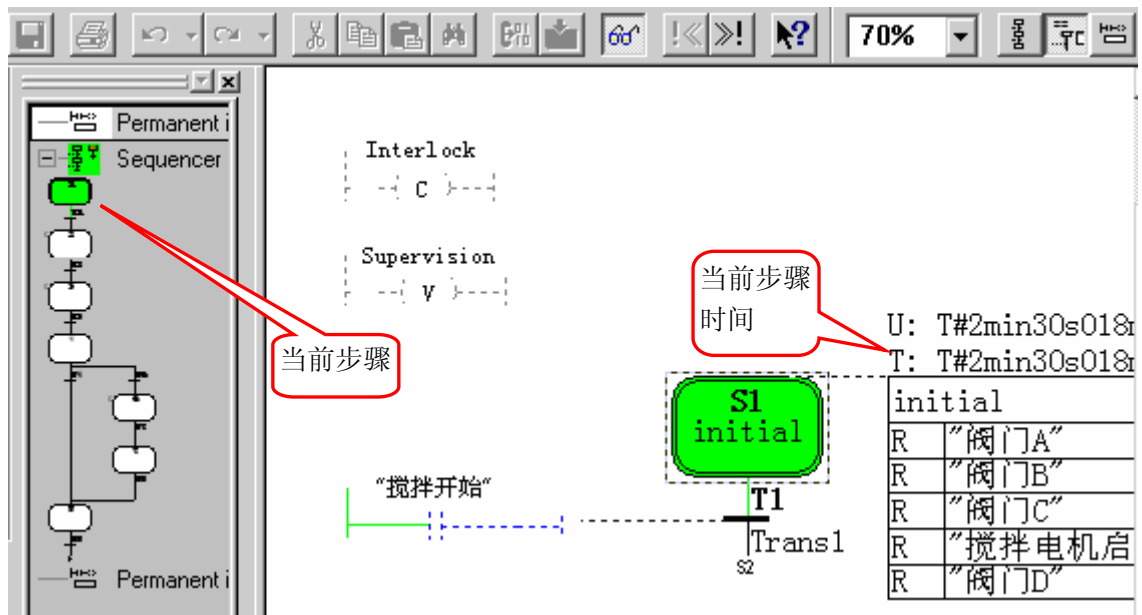 70%
Permanent i
Sequencer
Permanent i
当前步骤
Interlock
C
Supervision
V
当前步骤
时间
U: T#2min30s018m
T: T#2min30s018m
S1
initial
initial
R "阀门A"
R "阀门B"
R "阀门C"
R "搅拌电机启
R "阀门D"
"搅拌开始"
T1
Trans1
S2